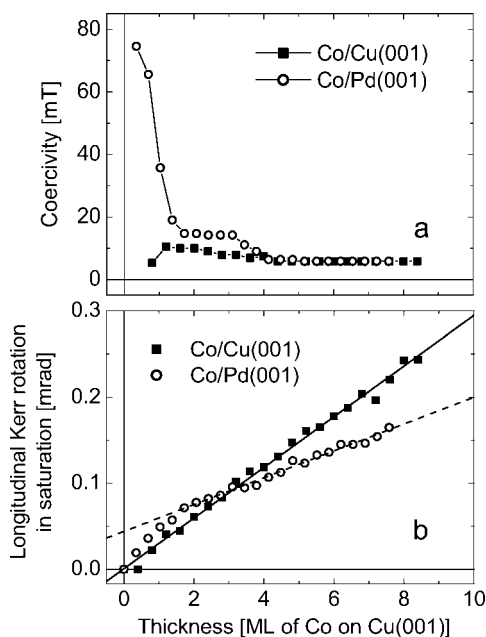 Coercivity [mT]
80
60
40
20
0
Co/Cu(001)
Co/Pd(001)
a
Longitudinal Kerr rotation
in saturation [mrad]
0.3
0.2
0.1
0.0
Co/Cu(001)
Co/Pd(001)
b
0 2 4 6 8 10
Thickness [ML of Co on Cu(001)]